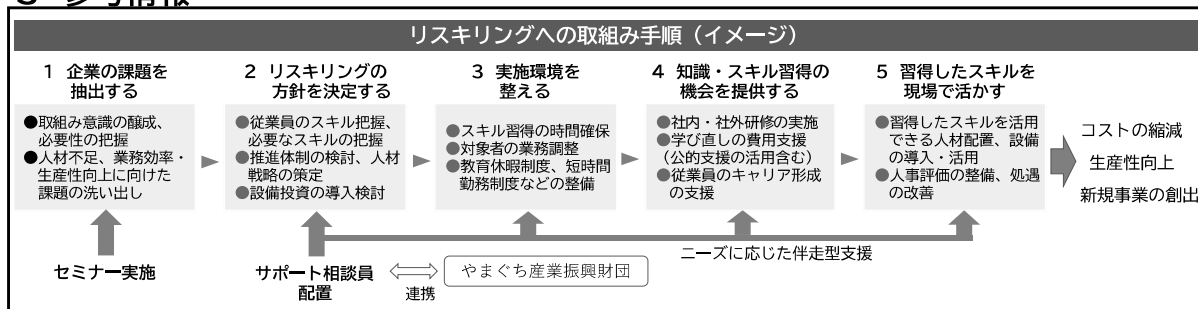 リスキリングへの取組み手順（イメージ）
1 企業の課題を
抽出する
●取組み意識の醸成、
必要性の把握
●人材不足、業務効率・
生産性向上に向けた
課題の洗い出し
2 リスキリングの
方針を決定する
●従業員のスキル把握、
必要なスキルの把握
●推進体制の検討、人材
戦略の策定
●設備投資の導入検討
3 実施環境を
整える
●スキル習得の時間確保
●対象者の業務調整
●教育休暇制度、短時間
勤務制度などの整備
4 知識・スキル習得の
機会を提供する
●社内・社外研修の実施
●学び直しの費用支援
（公的支援の活用含む）
●従業員のキャリア形成
の支援
5 習得したスキルを
現場で活かす
●習得したスキルを活用
できる人材配置、設備
の導入・活用
●人事評価の整備、処遇
の改善
コストの縮減
生産性向上
新規事業の創出
セミナー実施
サポート相談員
配置
連携
やまぐち産業振興財団
ニーズに応じた伴走型支援